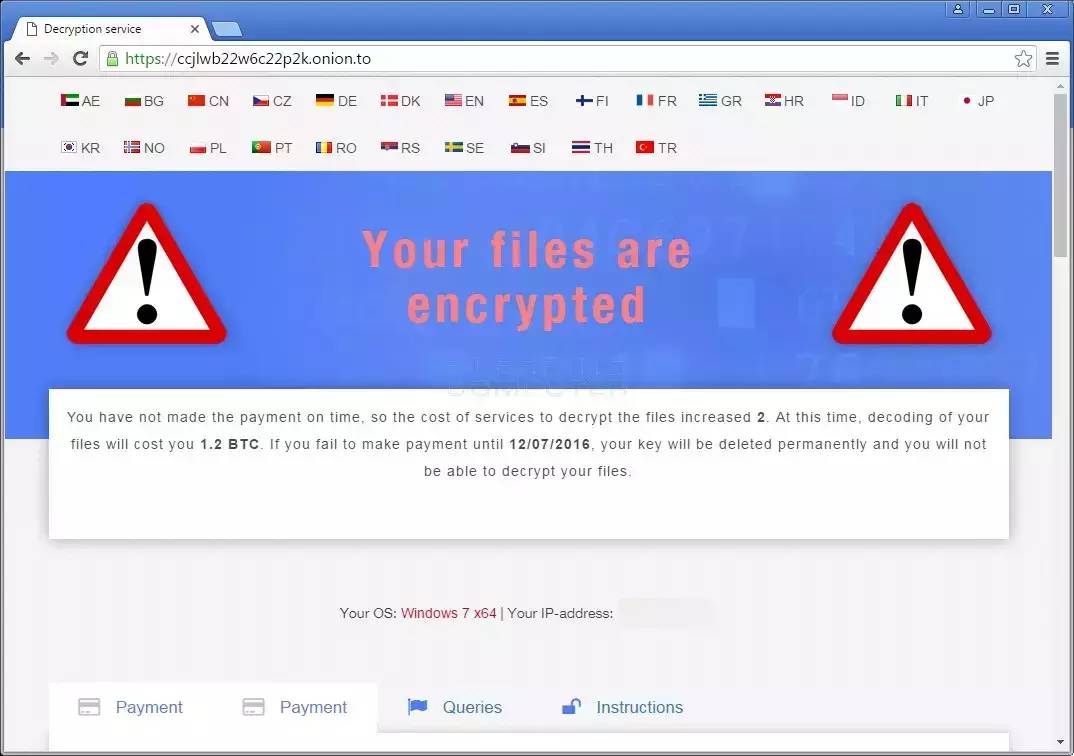 Decryption service
https://ccjlwb22w6c22p2k.onion.to
AE BG CN CZ DE DK EN ES FI FR GR HR ID IT JP
KR NO PL PT RO RS SE SI TH TR
Your files are
encrypted
You have not made the payment on time, so the cost of services to decrypt the files increased 2. At this time, decoding of your
files will cost you 1.2 BTC. If you fail to make payment until 12/07/2016, your key will be deleted permanently and you will not
be able to decrypt your files.
Your OS: Windows 7 x64 | Your IP-address:
Payment Payment Queries Instructions